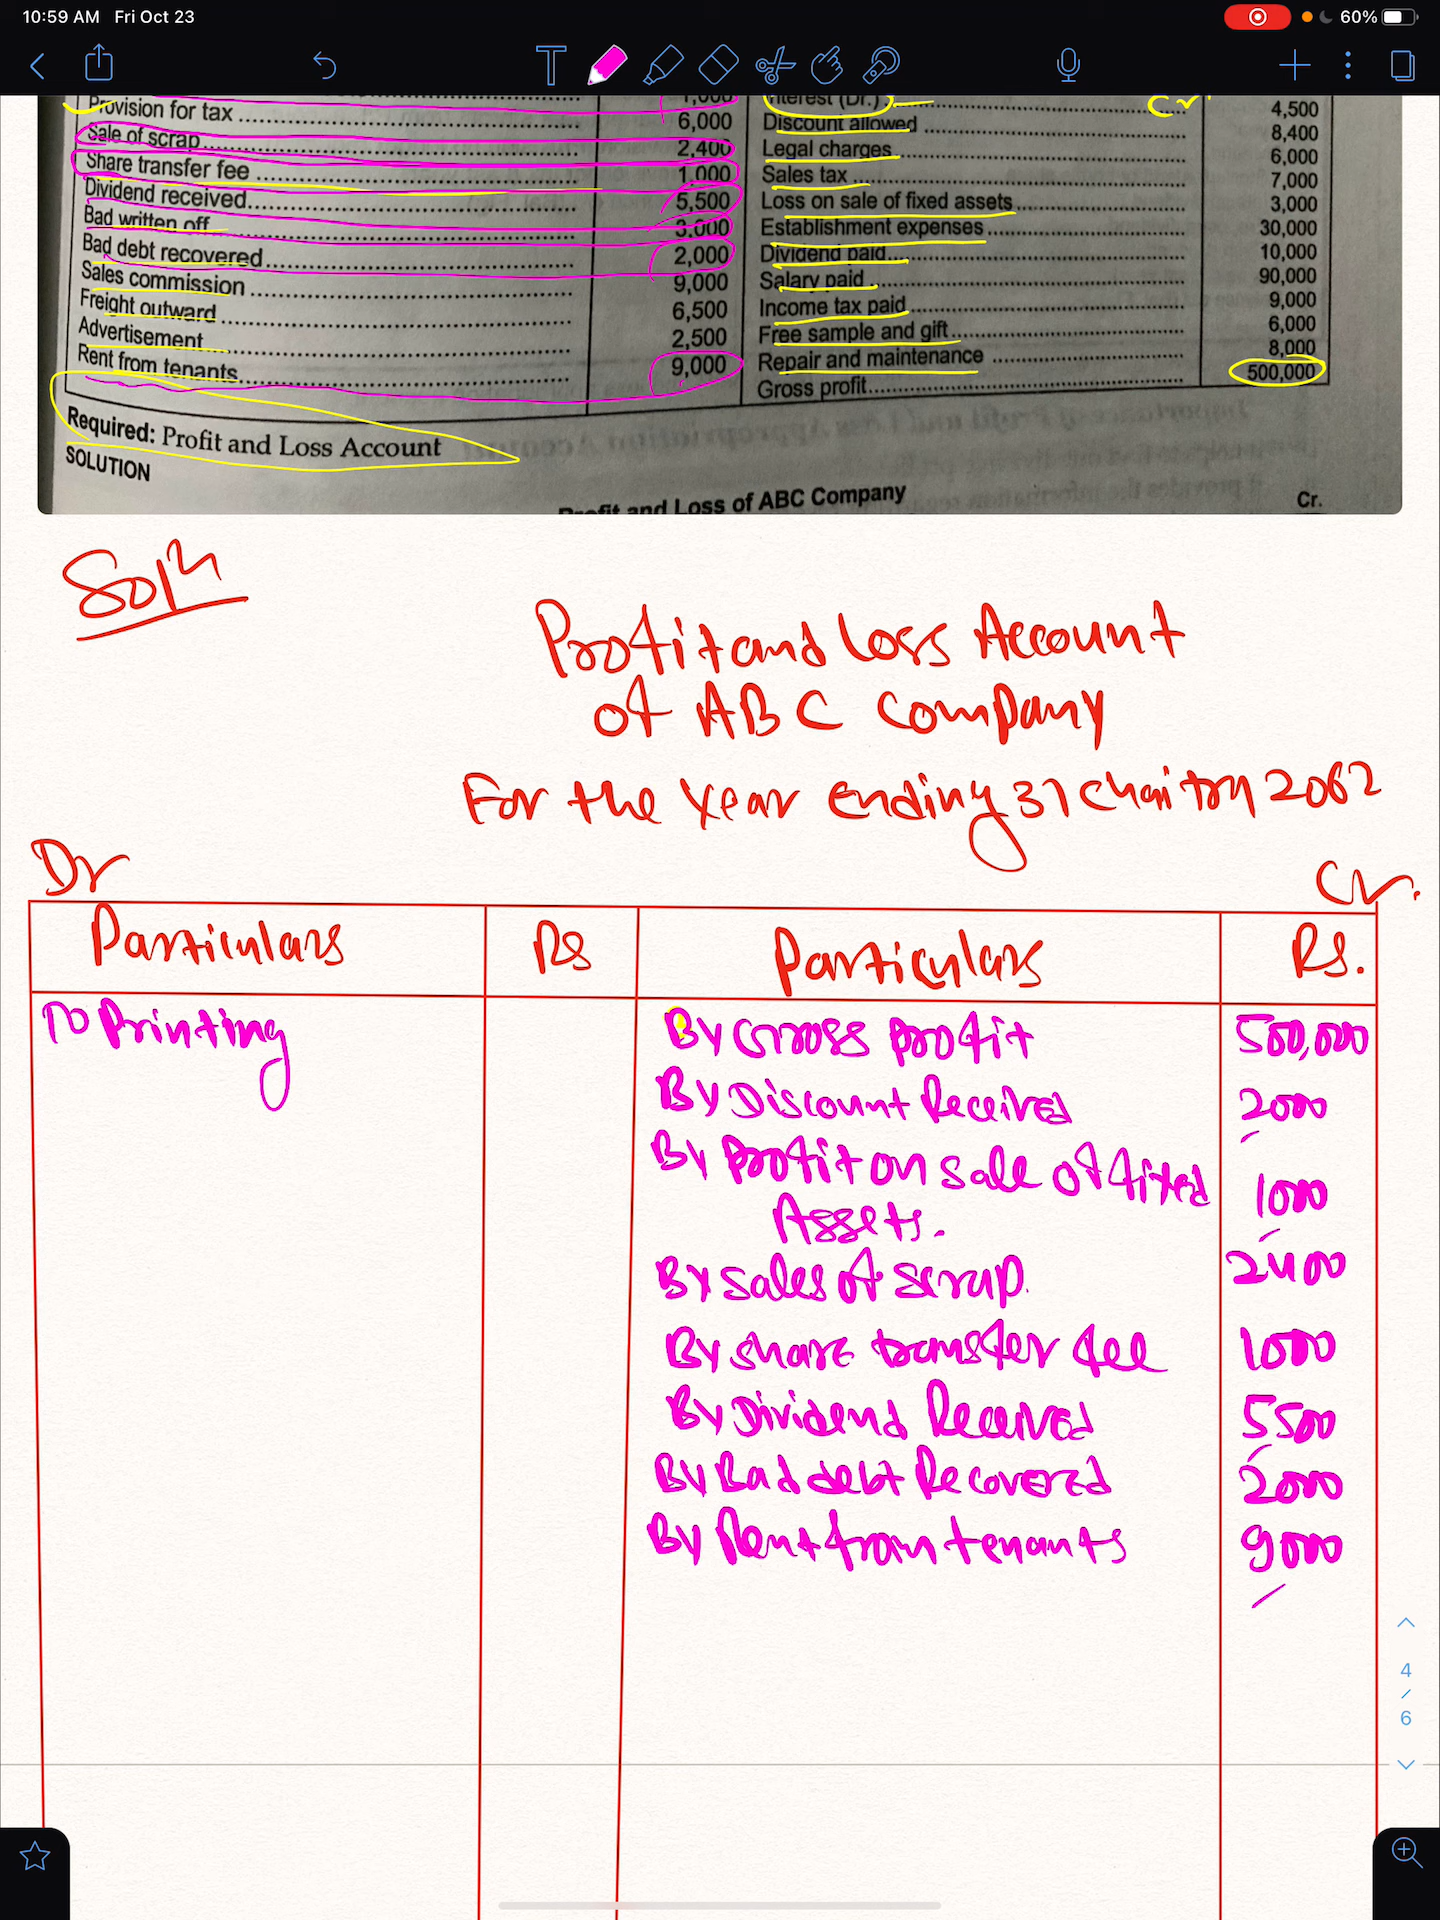 10:59 AM Fri Oct 23
60%
1,000
Interest (Dr.)
Cr.
4,500
Provision for tax 6,000
Discount allowed 8,400
Sale of scrap 2,400
Legal charges 6,000
Share transfer fee 1,000
Sales tax 7,000
Dividend received 5,500
Loss on sale of fixed assets 3,000
Bad written off 3,000
Establishment expenses 30,000
Bad debt recovered 2,000
Dividend paid 10,000
Sales commission 9,000
Salary paid 90,000
Freight outward 6,500
Income tax paid 9,000
Advertisement 2,500
Free sample and gift 6,000
Rent from tenants 9,000
Repair and maintenance 8,000
Gross profit 500,000
Required: Profit and Loss Account
SOLUTION
Profit and Loss of ABC Company
Cr.
Soln
Profit and Loss Account
of ABC Company
For the Year Ending 31 Chaitra 2062
Dr
Cr.
Particulars Rs Particulars Rs.
To Printing
By Gross profit 500,000
By Discount Received 2000
By Profit on sale of fixed
Assets. 1000
By Sales of scrap. 2400
By share transfer fee 1000
By Dividend Received 5500
By Bad debt Recovered 2000
By Rent from tenants 9000
4
/
6